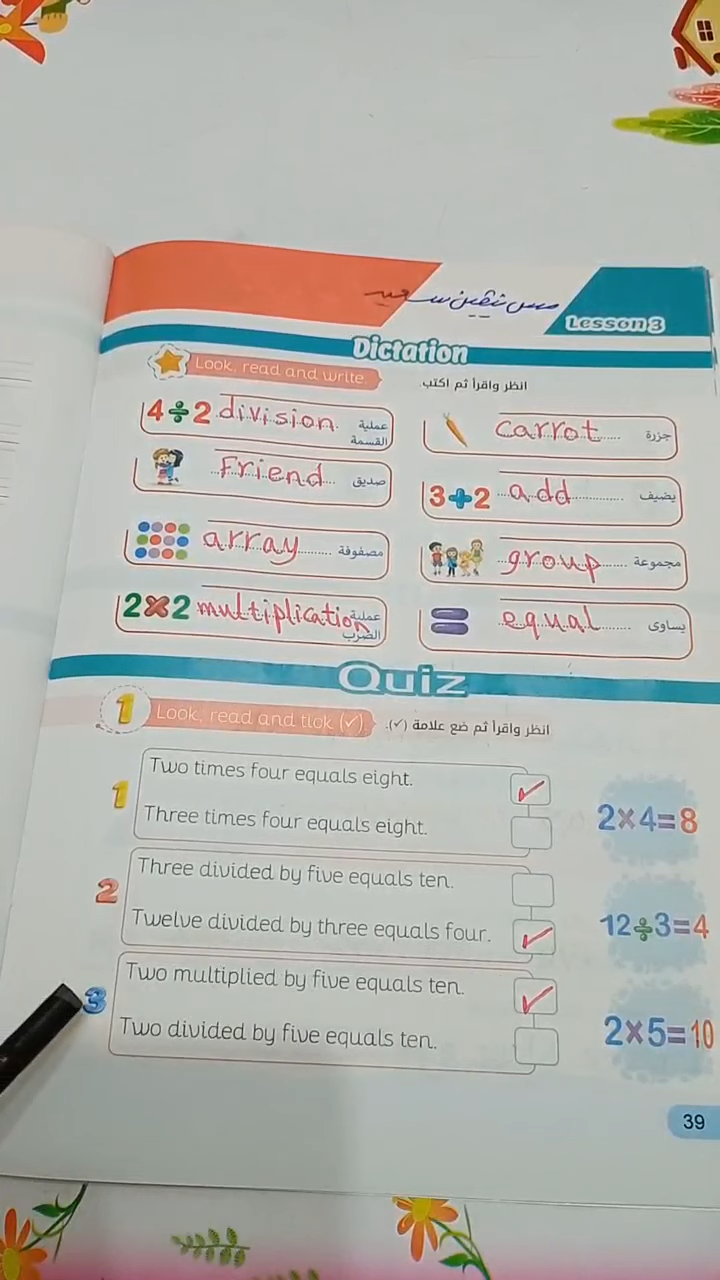 مس نيفين سعيد
Lesson 3
Dictation
Look, read and write. انظر واقرأ ثم اكتب.
4÷2 division. عملية القسمة
carrot جزرة
Friend صديق
3+2 add يضيف
array مصفوفة
group مجموعة
2×2 multiplication عملية الضرب
= equal يساوى
Quiz
1 Look, read and tick (✓). انظر واقرأ ثم ضع علامة (✓).
1 Two times four equals eight. ✓
Three times four equals eight.
2×4=8
2 Three divided by five equals ten.
Twelve divided by three equals four. ✓
12÷3=4
3 Two multiplied by five equals ten. ✓
Two divided by five equals ten.
2×5=10
39